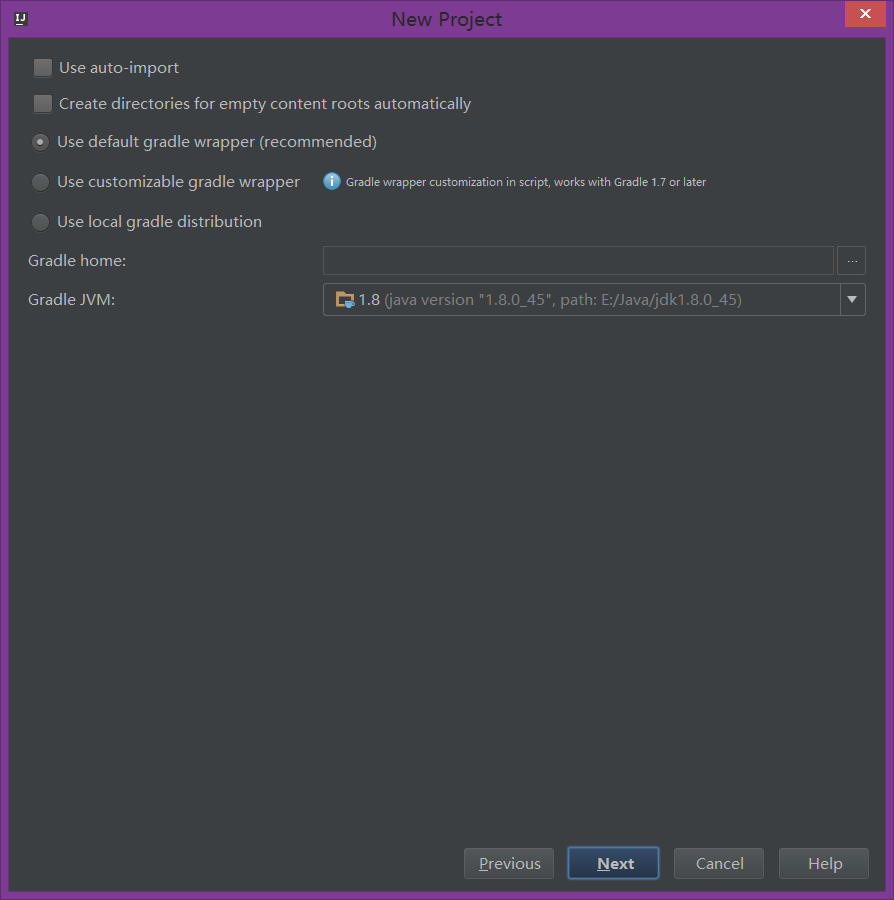 IJ
New Project
Use auto-import
Create directories for empty content roots automatically
Use default gradle wrapper (recommended)
Use customizable gradle wrapper Gradle wrapper customization in script, works with Gradle 1.7 or later
Use local gradle distribution
Gradle home: ...
Gradle JVM: 1.8 (java version "1.8.0_45", path: E:/Java/jdk1.8.0_45)
Previous Next Cancel Help